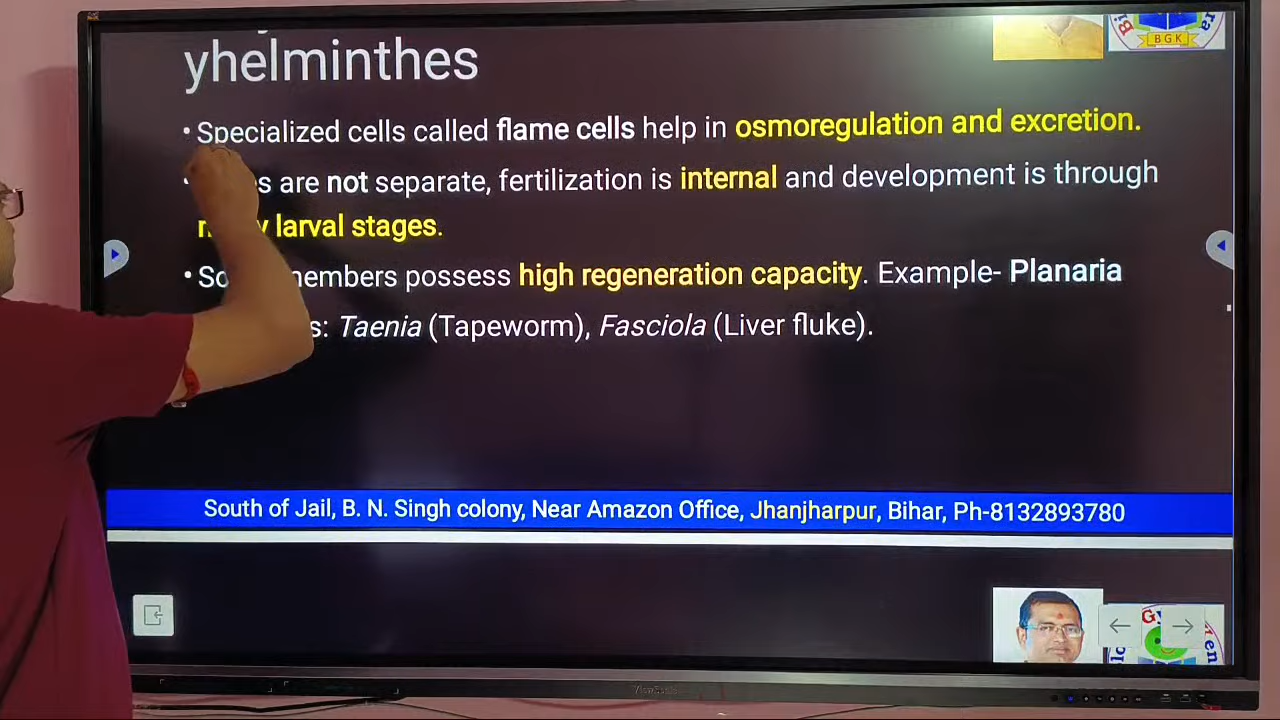 yhelminthes
• Specialized cells called flame cells help in osmoregulation and excretion.
are not separate, fertilization is internal and development is through
larval stages.
• possess high regeneration capacity. Example- Planaria
Taenia (Tapeworm), Fasciola (Liver fluke).
South of Jail, B. N. Singh colony, Near Amazon Office, Jhanjharpur, Bihar, Ph-8132893780
BGK
ViewSonic